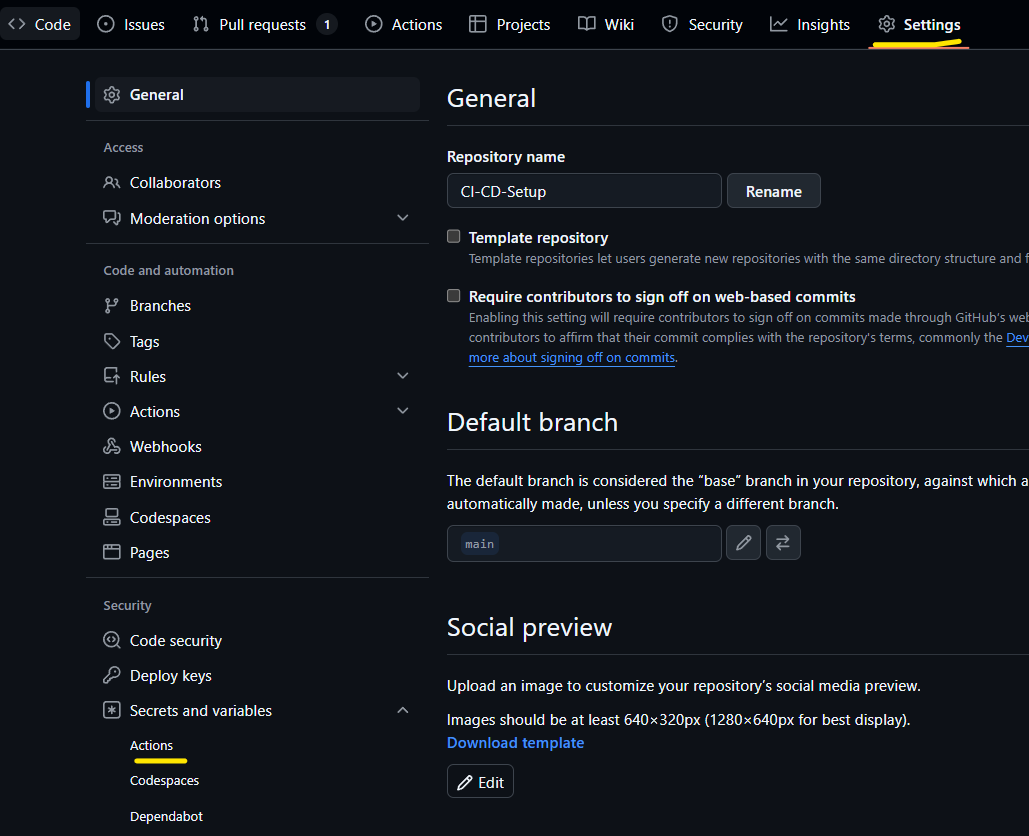 Code Issues Pull requests 1 Actions Projects Wiki Security Insights Settings
General
Access
Collaborators
Moderation options
Code and automation
Branches
Tags
Rules
Actions
Webhooks
Environments
Codespaces
Pages
Security
Code security
Deploy keys
Secrets and variables
Actions
Codespaces
Dependabot
General
Repository name
CI-CD-Setup Rename
Template repository
Template repositories let users generate new repositories with the same directory structure and f
Require contributors to sign off on web-based commits
Enabling this setting will require contributors to sign off on commits made through GitHub's web
contributors to affirm that their commit complies with the repository's terms, commonly the Dev
more about signing off on commits.
Default branch
The default branch is considered the “base” branch in your repository, against which a
automatically made, unless you specify a different branch.
main
Social preview
Upload an image to customize your repository’s social media preview.
Images should be at least 640×320px (1280×640px for best display).
Download template
Edit